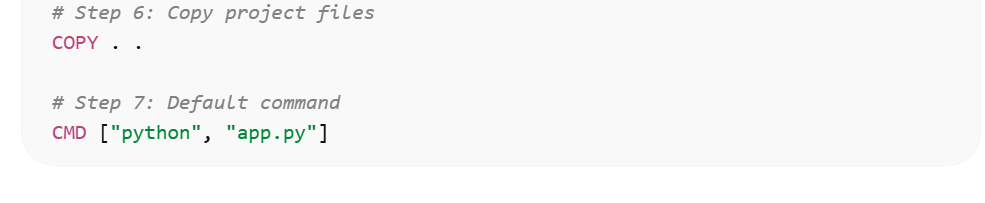 # Step 6: Copy project files
COPY . .
# Step 7: Default command
CMD ["python", "app.py"]